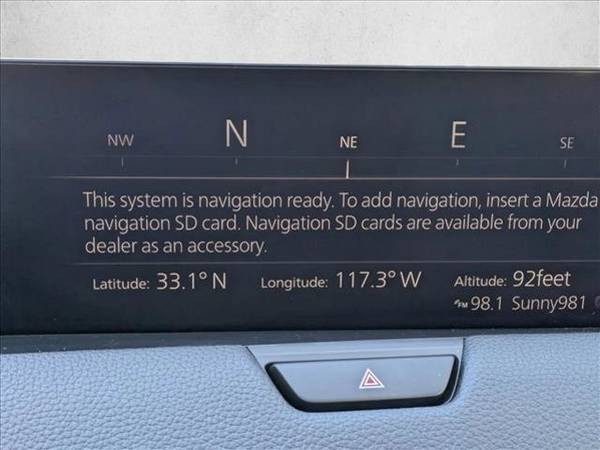 NW N NE E SE
This system is navigation ready. To add navigation, insert a Mazda
navigation SD card. Navigation SD cards are available from your
dealer as an accessory.
Latitude: 33.1° N Longitude: 117.3° W Altitude: 92feet
FM 98.1 Sunny981